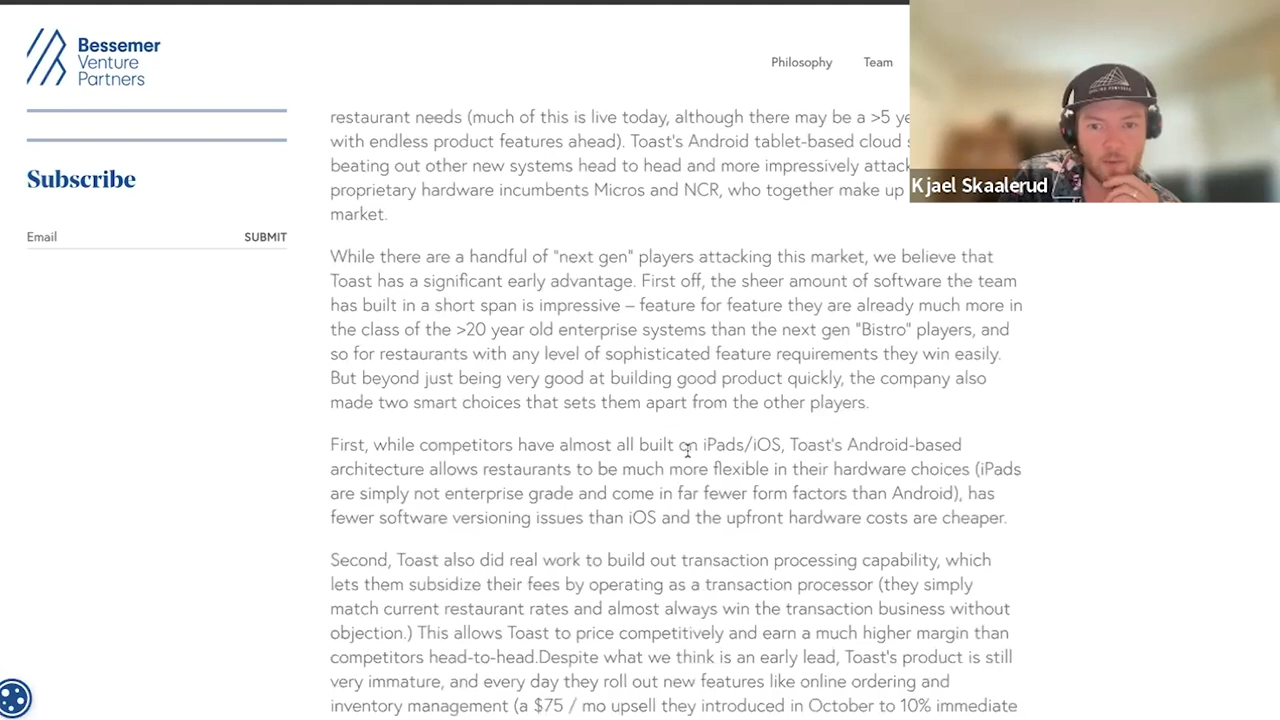 Bessemer
Venture
Partners
Philosophy
Team
Subscribe
Email
SUBMIT
restaurant needs (much of this is live today, although there may be a >5 ye
with endless product features ahead). Toast's Android tablet-based cloud s
beating out other new systems head to head and more impressively attack
proprietary hardware incumbents Micros and NCR, who together make up
market.
While there are a handful of "next gen" players attacking this market, we believe that
Toast has a significant early advantage. First off, the sheer amount of software the team
has built in a short span is impressive – feature for feature they are already much more in
the class of the >20 year old enterprise systems than the next gen "Bistro" players, and
so for restaurants with any level of sophisticated feature requirements they win easily.
But beyond just being very good at building good product quickly, the company also
made two smart choices that sets them apart from the other players.
First, while competitors have almost all built on iPads/iOS, Toast's Android-based
architecture allows restaurants to be much more flexible in their hardware choices (iPads
are simply not enterprise grade and come in far fewer form factors than Android), has
fewer software versioning issues than iOS and the upfront hardware costs are cheaper.
Second, Toast also did real work to build out transaction processing capability, which
lets them subsidize their fees by operating as a transaction processor (they simply
match current restaurant rates and almost always win the transaction business without
objection.) This allows Toast to price competitively and earn a much higher margin than
competitors head-to-head.Despite what we think is an early lead, Toast's product is still
very immature, and every day they roll out new features like online ordering and
inventory management (a $75 / mo upsell they introduced in October to 10% immediate
Kjael Skaalerud